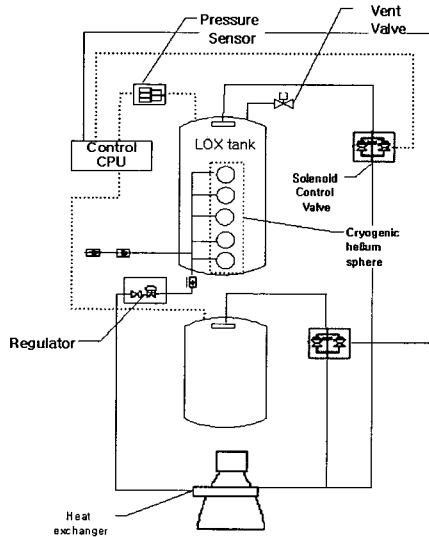 Pressure
Sensor
Vent
Valve
Control
CPU
LOX tank
Solenoid
Control
Valve
Cryogenic
helium
sphere
Regulator
Heat
exchanger